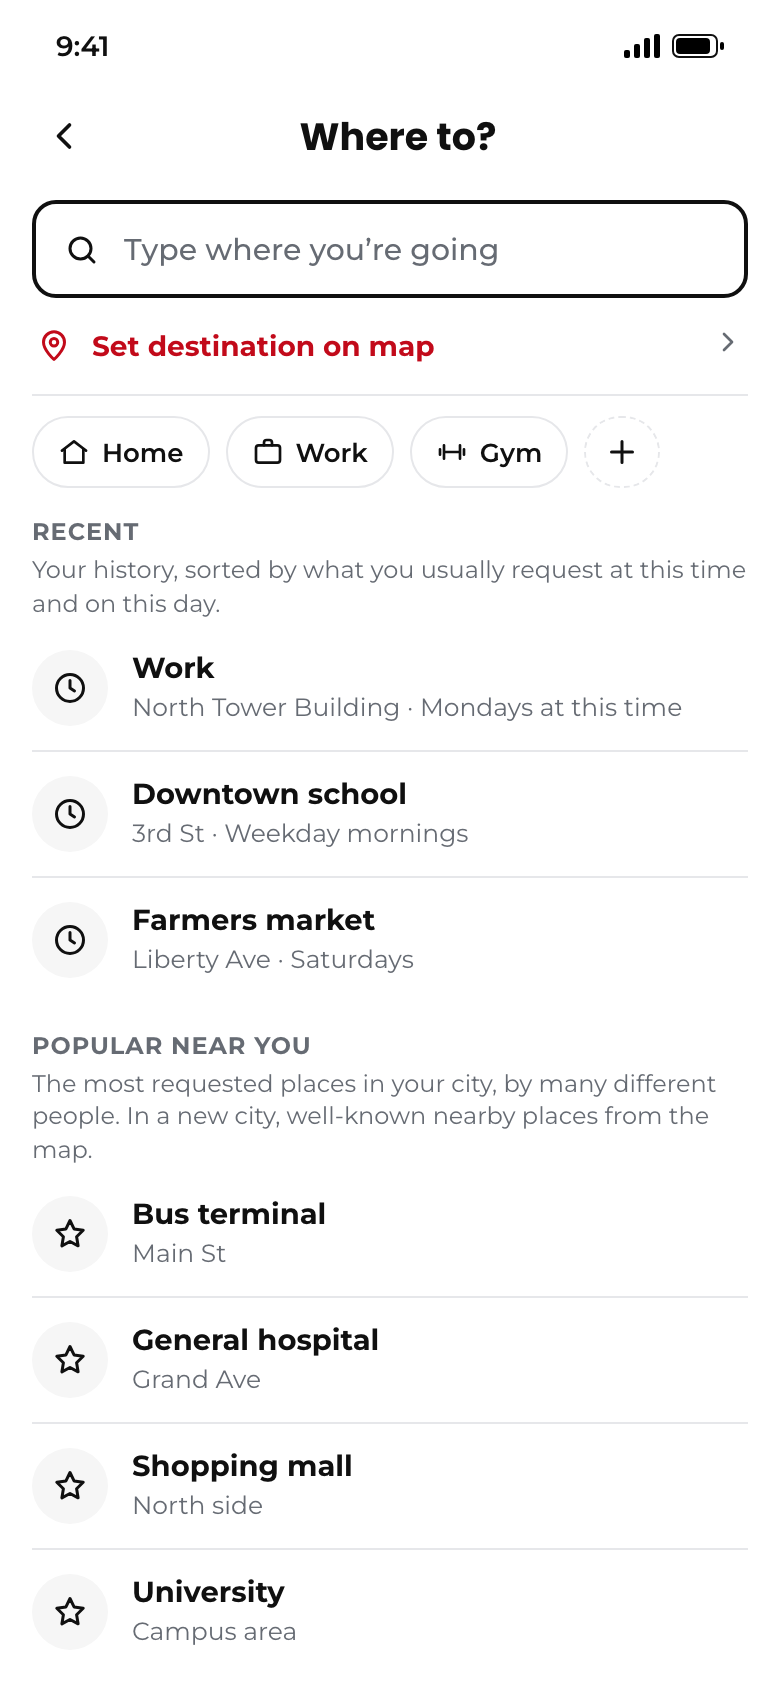 9:41
Where to?
Type where you’re going
Set destination on map
Home
Work
Gym
RECENT
Your history, sorted by what you usually request at this time
and on this day.
Work
North Tower Building · Mondays at this time
Downtown school
3rd St · Weekday mornings
Farmers market
Liberty Ave · Saturdays
POPULAR NEAR YOU
The most requested places in your city, by many different
people. In a new city, well-known nearby places from the
map.
Bus terminal
Main St
General hospital
Grand Ave
Shopping mall
North side
University
Campus area